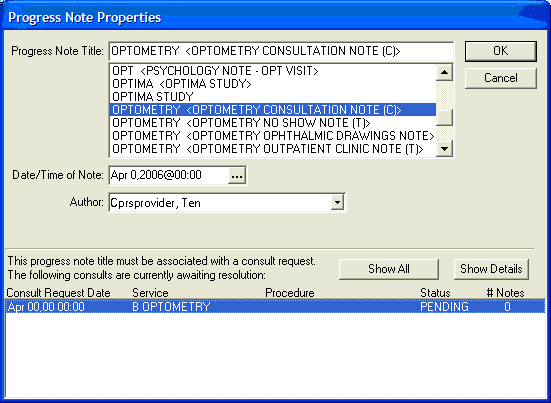 Progress Note Properties
Progress Note Title: OPTOMETRY <OPTOMETRY CONSULTATION NOTE (C)> OK
OPT <PSYCHOLOGY NOTE - OPT VISIT>
Cancel
OPTIMA <OPTIMA STUDY>
OPTIMA STUDY
OPTOMETRY <OPTOMETRY CONSULTATION NOTE (C)>
OPTOMETRY <OPTOMETRY NO SHOW NOTE (T)>
OPTOMETRY <OPTOMETRY OPHTHALMIC DRAWINGS NOTE>
OPTOMETRY <OPTOMETRY OUTPATIENT CLINIC NOTE (T)>
Date/Time of Note: Apr 0,2006@00:00 ...
Author: Cprsprovider, Ten
This progress note title must be associated with a consult request.
The following consults are currently awaiting resolution:
Show All Show Details
Consult Request Date Service Procedure Status # Notes
Apr 00,00 00:00 B OPTOMETRY PENDING 0